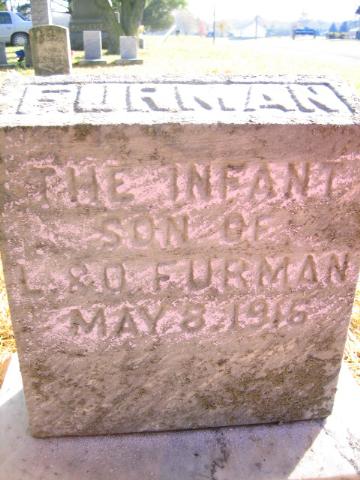 FURMAN
THE INFANT
SON OF
L. & O. FURMAN
MAY 8, 1916